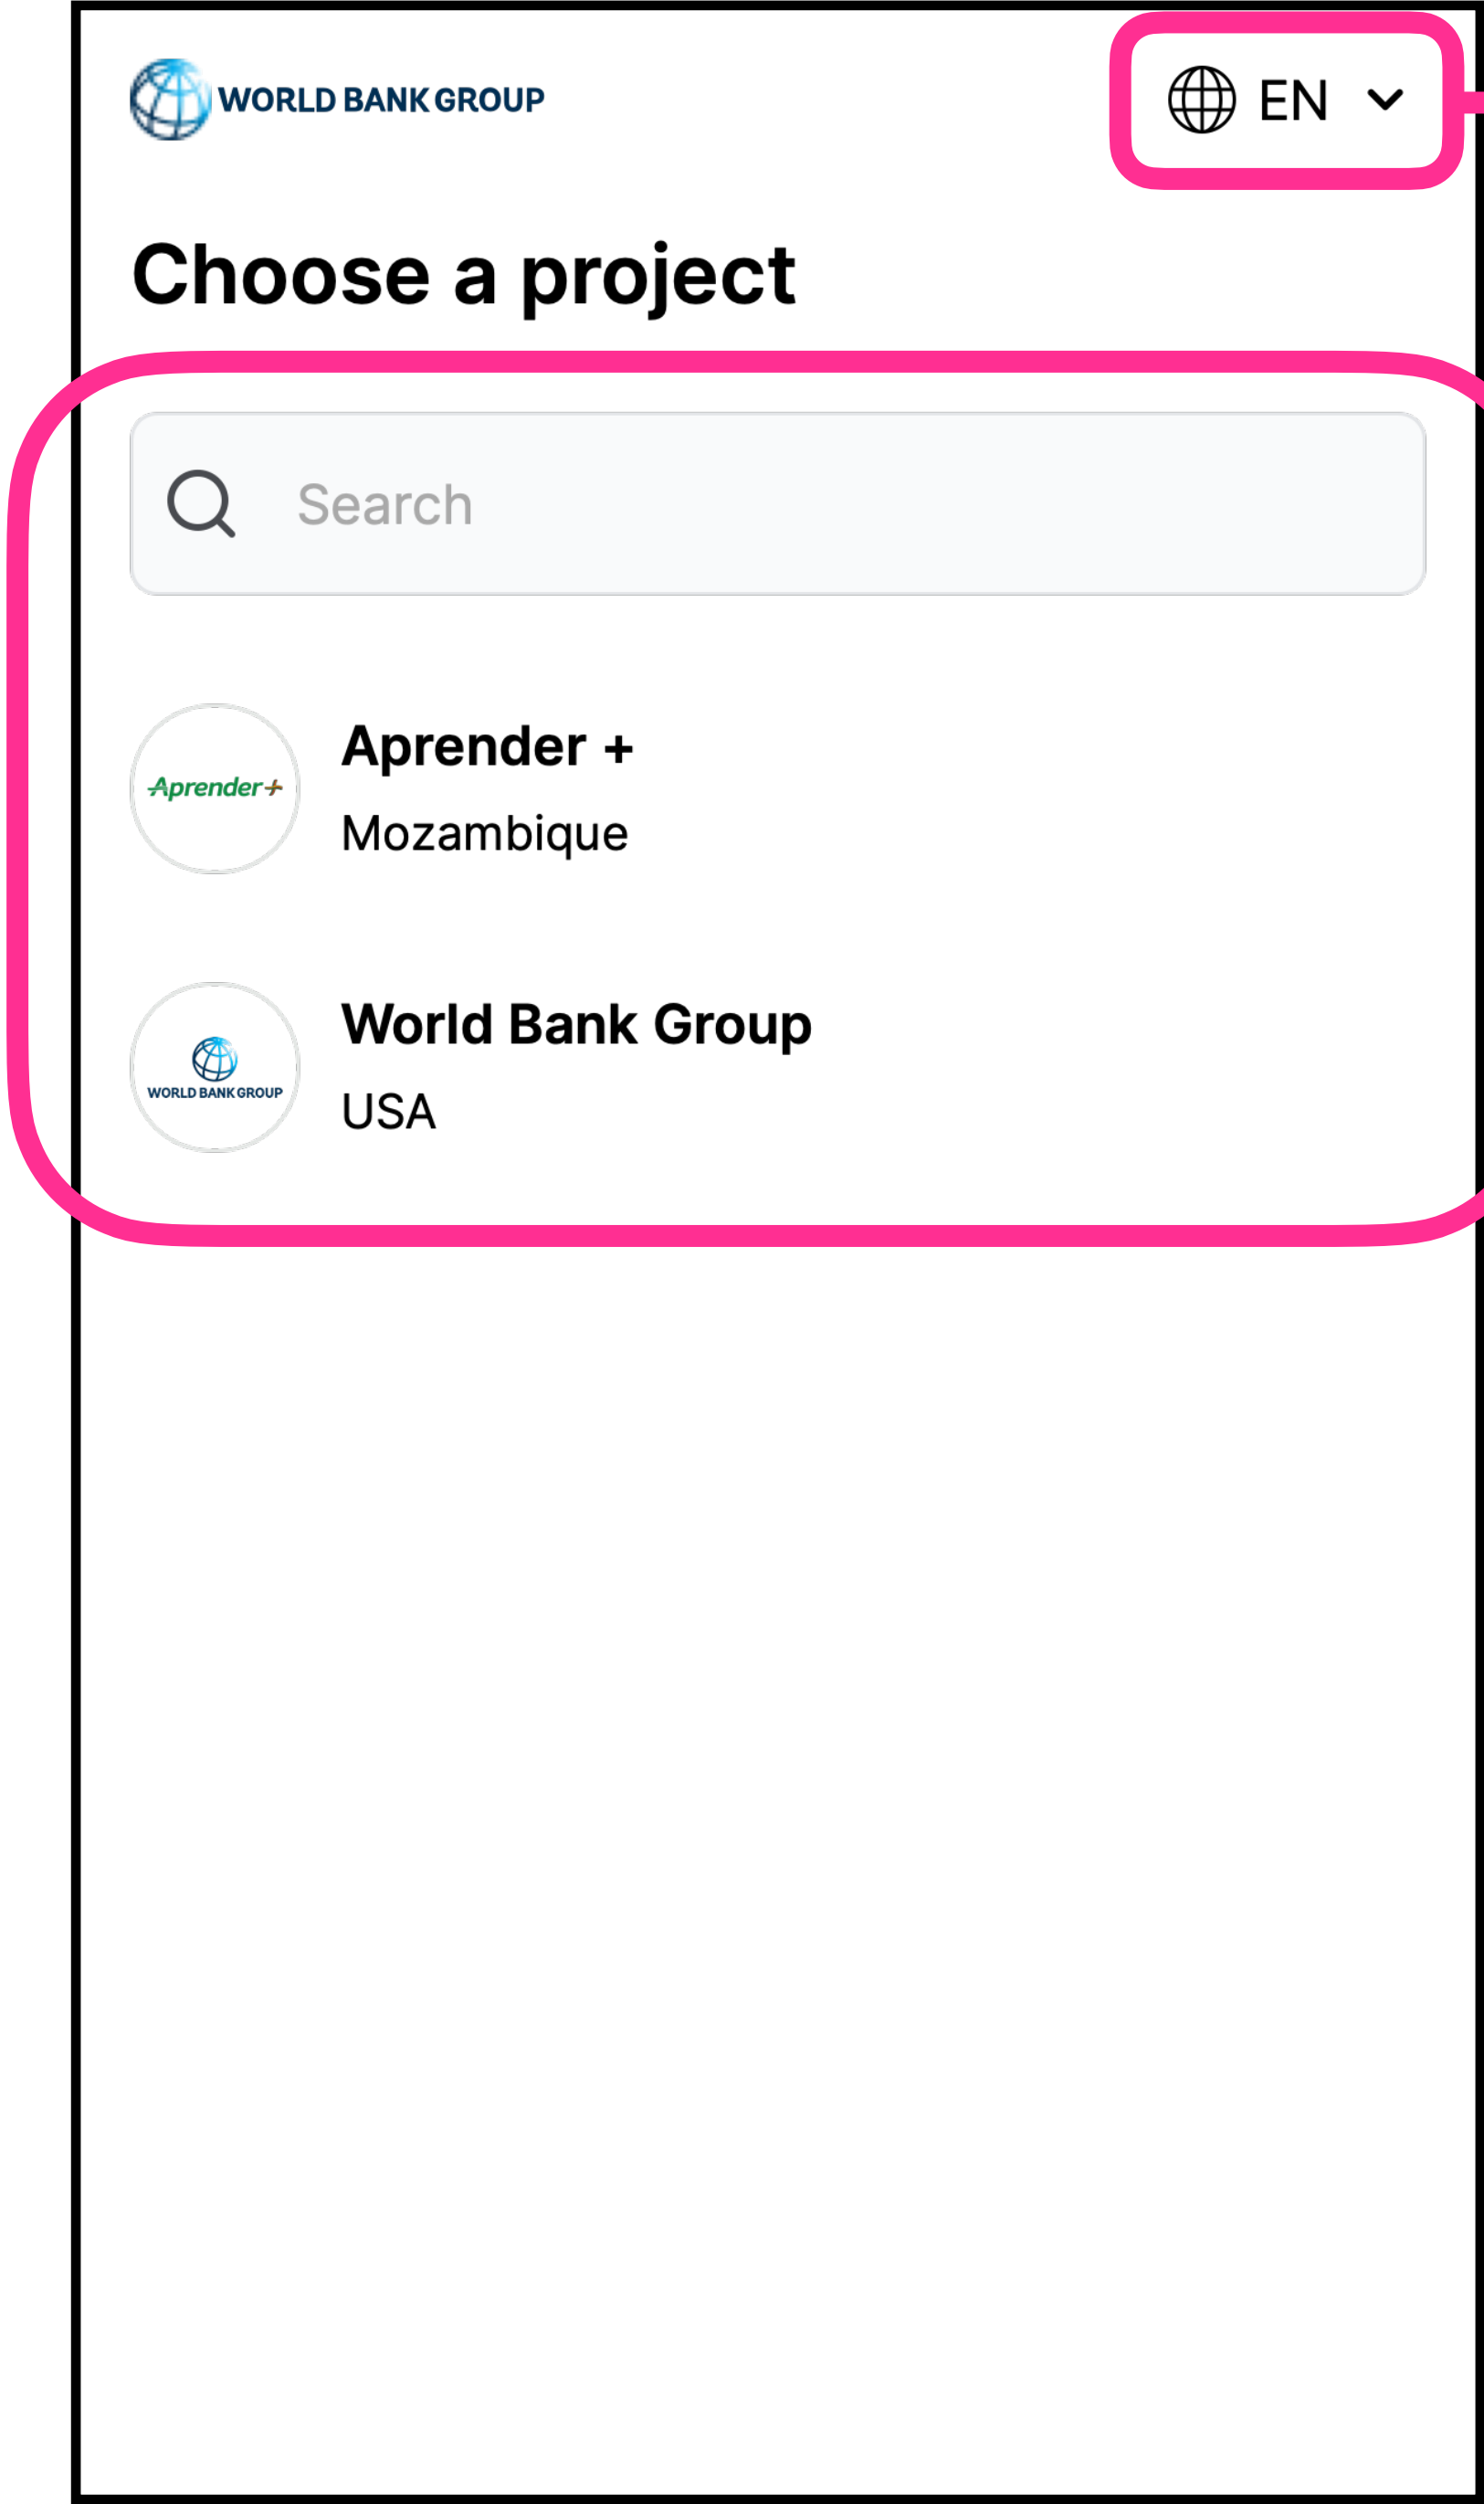 WORLD BANK GROUP
EN
Choose a project
Search
Aprender+
Aprender +
Mozambique
WORLD BANK GROUP
World Bank Group
USA